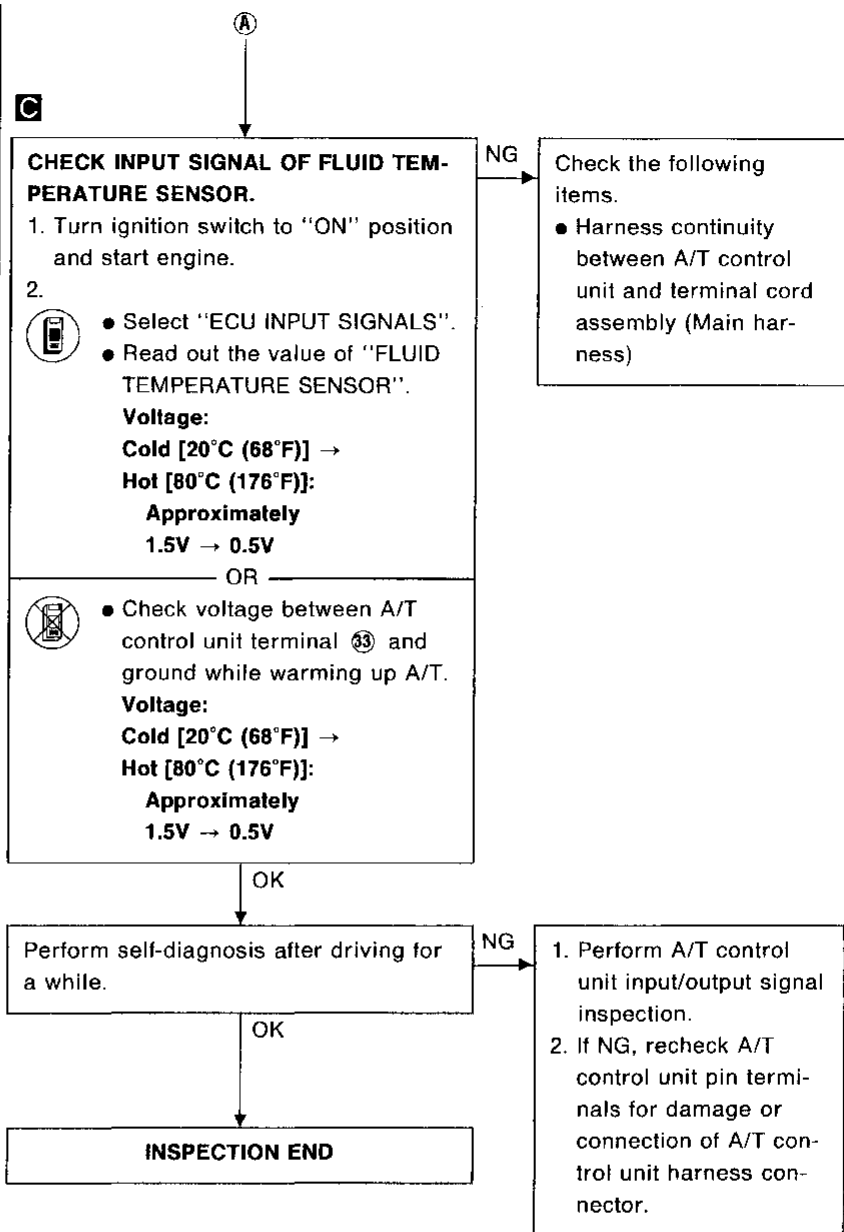 Ⓐ
C
CHECK INPUT SIGNAL OF FLUID TEM-
PERATURE SENSOR.
1. Turn ignition switch to "ON" position
and start engine.
2.
● Select "ECU INPUT SIGNALS".
● Read out the value of "FLUID
TEMPERATURE SENSOR".
Voltage:
Cold [20°C (68°F)] →
Hot [80°C (176°F)]:
Approximately
1.5V → 0.5V
OR
● Check voltage between A/T
control unit terminal ㉝ and
ground while warming up A/T.
Voltage:
Cold [20°C (68°F)] →
Hot [80°C (176°F)]:
Approximately
1.5V → 0.5V
NG
Check the following
items.
● Harness continuity
between A/T control
unit and terminal cord
assembly (Main har-
ness)
OK
Perform self-diagnosis after driving for
a while.
NG
1. Perform A/T control
unit input/output signal
inspection.
2. If NG, recheck A/T
control unit pin termi-
nals for damage or
connection of A/T con-
trol unit harness con-
nector.
OK
INSPECTION END